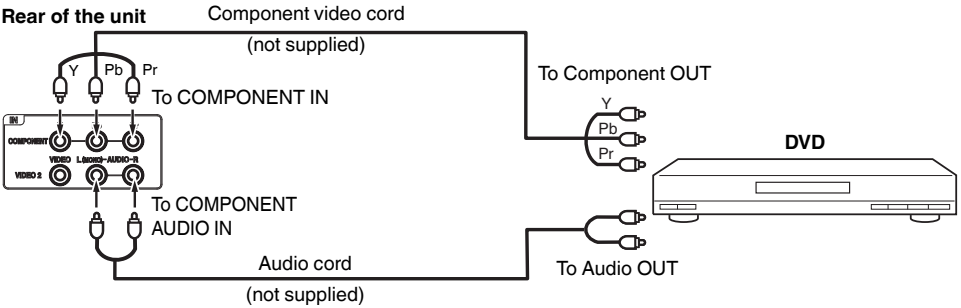 Rear of the unit
Component video cord
(not supplied)
Y Pb Pr
To COMPONENT IN
To Component OUT
Y
Pb
Pr
DVD
IN
COMPONENT
VIDEO L(MONO)-AUDIO-R
VIDEO 2
To COMPONENT
AUDIO IN
Audio cord
(not supplied)
To Audio OUT